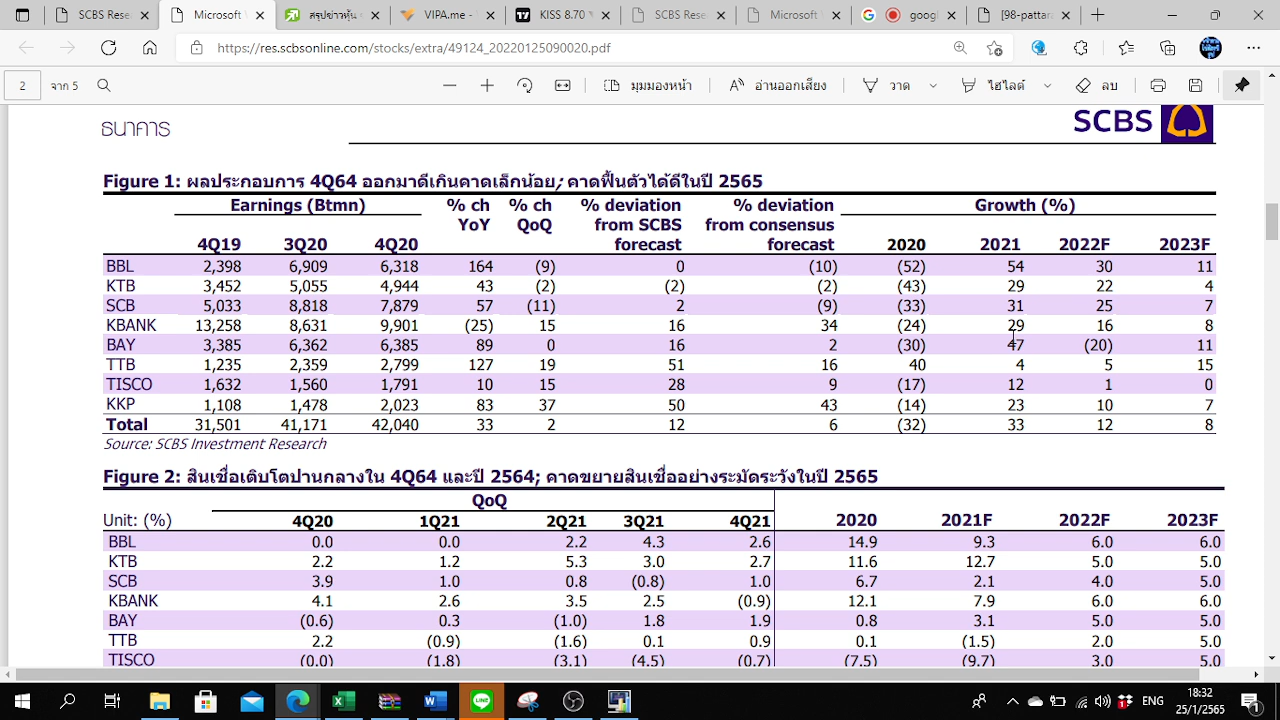 SCBS Rese
Microsoft V
สรุปข่าวหุ้น
VIPA.me -
KISS 8.70
SCBS Rese
Microsoft W
googl
[98-pattar
https://res.scbsonline.com/stocks/extra/49124_20220125090020.pdf
2 จาก 5 มุมมองหน้า อ่านออกเสียง วาด ไฮไลต์ ลบ
ธนาคาร SCBS
Figure 1: ผลประกอบการ 4Q64 ออกมาดีเกินคาดเล็กน้อย; คาดฟื้นตัวได้ดีในปี 2565
Earnings (Btmn) % ch % ch % deviation % deviation Growth (%)
YoY QoQ from SCBS from consensus
4Q19 3Q20 4Q20 forecast forecast 2020 2021 2022F 2023F
BBL 2,398 6,909 6,318 164 (9) 0 (10) (52) 54 30 11
KTB 3,452 5,055 4,944 43 (2) (2) (2) (43) 29 22 4
SCB 5,033 8,818 7,879 57 (11) 2 (9) (33) 31 25 7
KBANK 13,258 8,631 9,901 (25) 15 16 34 (24) 29 16 8
BAY 3,385 6,362 6,385 89 0 16 2 (30) 47 (20) 11
TTB 1,235 2,359 2,799 127 19 51 16 40 4 5 15
TISCO 1,632 1,560 1,791 10 15 28 9 (17) 12 1 0
KKP 1,108 1,478 2,023 83 37 50 43 (14) 23 10 7
Total 31,501 41,171 42,040 33 2 12 6 (32) 33 12 8
Source: SCBS Investment Research
Figure 2: สินเชื่อเติบโตปานกลางใน 4Q64 และปี 2564; คาดขยายสินเชื่ออย่างระมัดระวังในปี 2565
QoQ
Unit: (%) 4Q20 1Q21 2Q21 3Q21 4Q21 2020 2021F 2022F 2023F
BBL 0.0 0.0 2.2 4.3 2.6 14.9 9.3 6.0 6.0
KTB 2.2 1.2 5.3 3.0 2.7 11.6 12.7 5.0 5.0
SCB 3.9 1.0 0.8 (0.8) 1.0 6.7 2.1 4.0 5.0
KBANK 4.1 2.6 3.5 2.5 (0.9) 12.1 7.9 6.0 6.0
BAY (0.6) 0.3 (1.0) 1.8 1.9 0.8 3.1 5.0 5.0
TTB 2.2 (0.9) (1.6) 0.1 0.9 0.1 (1.5) 2.0 5.0
TISCO (0.0) (1.8) (3.1) (4.5) (0.7) (7.5) (9.7) 3.0 5.0
LINE ENG 18:32
25/1/2565